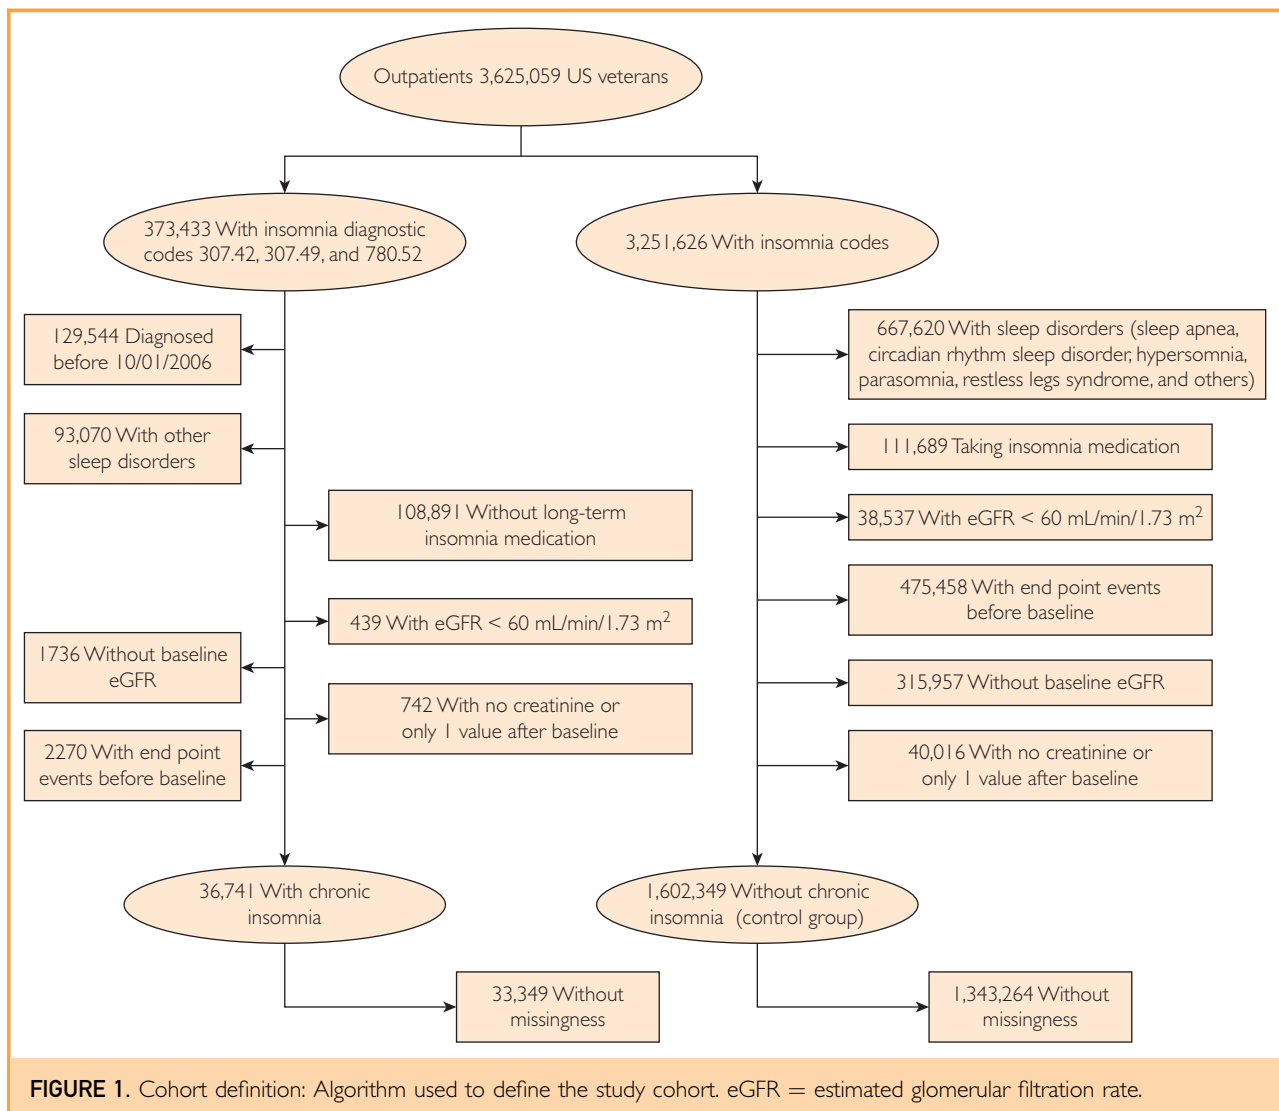 Outpatients 3,625,059 US veterans
373,433 With insomnia diagnostic
codes 307.42, 307.49, and 780.52
3,251,626 With insomnia codes
129,544 Diagnosed
before 10/01/2006
93,070 With other
sleep disorders
108,891 Without long-term
insomnia medication
439 With eGFR < 60 mL/min/1.73 m²
1736 Without baseline
eGFR
742 With no creatinine or
only 1 value after baseline
2270 With end point
events before baseline
667,620 With sleep disorders (sleep apnea,
circadian rhythm sleep disorder, hypersomnia,
parasomnia, restless legs syndrome, and others)
111,689 Taking insomnia medication
38,537 With eGFR < 60 mL/min/1.73 m²
475,458 With end point events
before baseline
315,957 Without baseline eGFR
40,016 With no creatinine or
only 1 value after baseline
36,741 With chronic
insomnia
1,602,349 Without chronic
insomnia (control group)
33,349 Without
missingness
1,343,264 Without
missingness
FIGURE 1. Cohort definition: Algorithm used to define the study cohort. eGFR = estimated glomerular filtration rate.